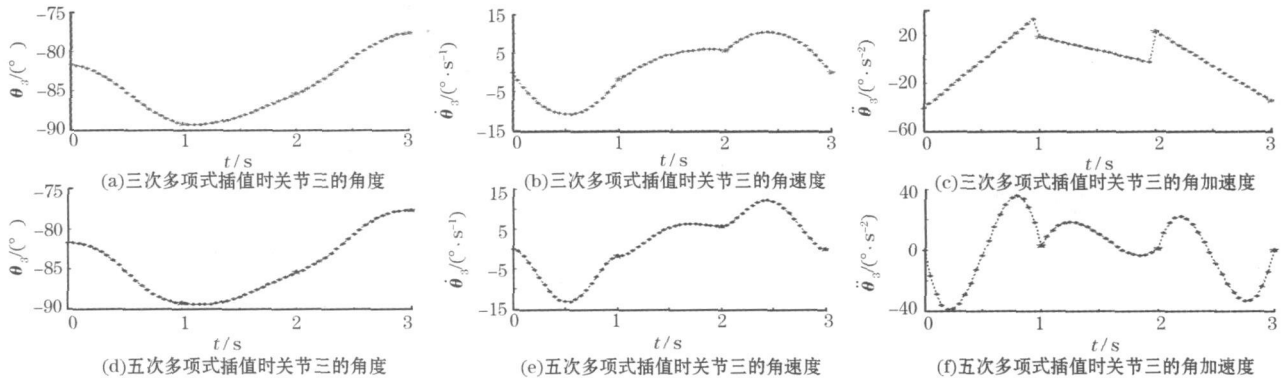 -75
-80
-85
-90
θ₃/(°)
0 1 2 3
t/s
(a)三次多项式插值时关节三的角度
15
5
-5
-15
θ̇₃/(°·s⁻¹)
0 1 2 3
t/s
(b)三次多项式插值时关节三的角速度
20
-20
-60
θ̈₃/(°·s⁻²)
0 1 2 3
t/s
(c)三次多项式插值时关节三的角加速度
-75
-80
-85
-90
θ₃/(°)
0 1 2 3
t/s
(d)五次多项式插值时关节三的角度
15
5
-5
-15
θ̇₃/(°·s⁻¹)
0 1 2 3
t/s
(e)五次多项式插值时关节三的角速度
40
0
-40
θ̈₃/(°·s⁻²)
0 1 2 3
t/s
(f)五次多项式插值时关节三的角加速度